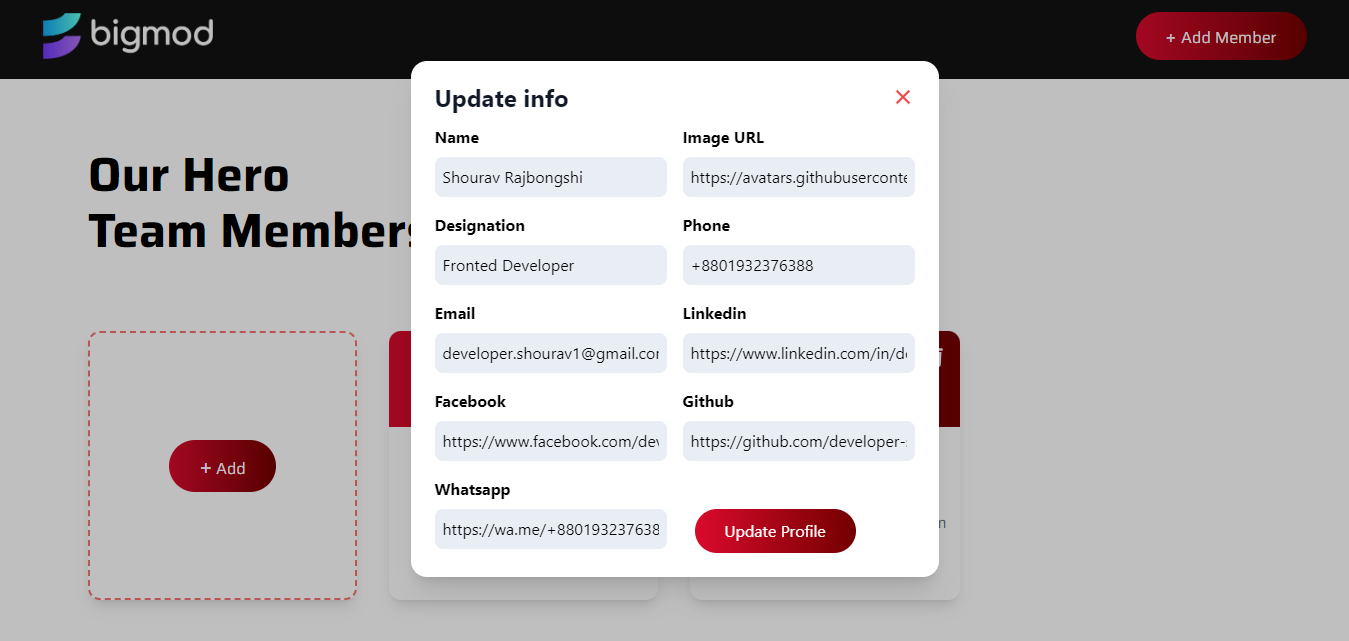 bigmod
+ Add Member
Update info
Our Hero
Team Members
Name
Image URL
Shourav Rajbongshi
https://avatars.githubuserconte
Designation
Phone
Fronted Developer
+8801932376388
Email
Linkedin
developer.shourav1@gmail.com
https://www.linkedin.com/in/de
Facebook
Github
https://www.facebook.com/dev
https://github.com/developer-
+ Add
Whatsapp
https://wa.me/+880193237638
Update Profile